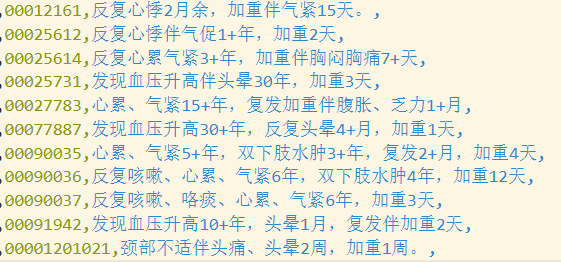 ,00012161,反复心悸2月余，加重伴气紧15天。,
,00025612,反复心悸伴气促1+年，加重2天,
,00025614,反复心累气紧3+年，加重伴胸闷胸痛7+天,
,00025731,发现血压升高伴头晕30年，加重3天,
,00027783,心累、气紧15+年，复发加重伴腹胀、乏力1+月,
,00077887,发现血压升高30+年，反复头晕4+月，加重1天,
,00090035,心累、气紧5+年，双下肢水肿3+年，复发2+月，加重4天,
,00090036,反复咳嗽、心累、气紧6年，双下肢水肿4年，加重12天,
,00090037,反复咳嗽、咯痰、心累、气紧6年，加重3天,
,00091942,发现血压升高10+年，头晕1月，复发伴加重2天,
,00001201021,颈部不适伴头痛、头晕2周，加重1周。,